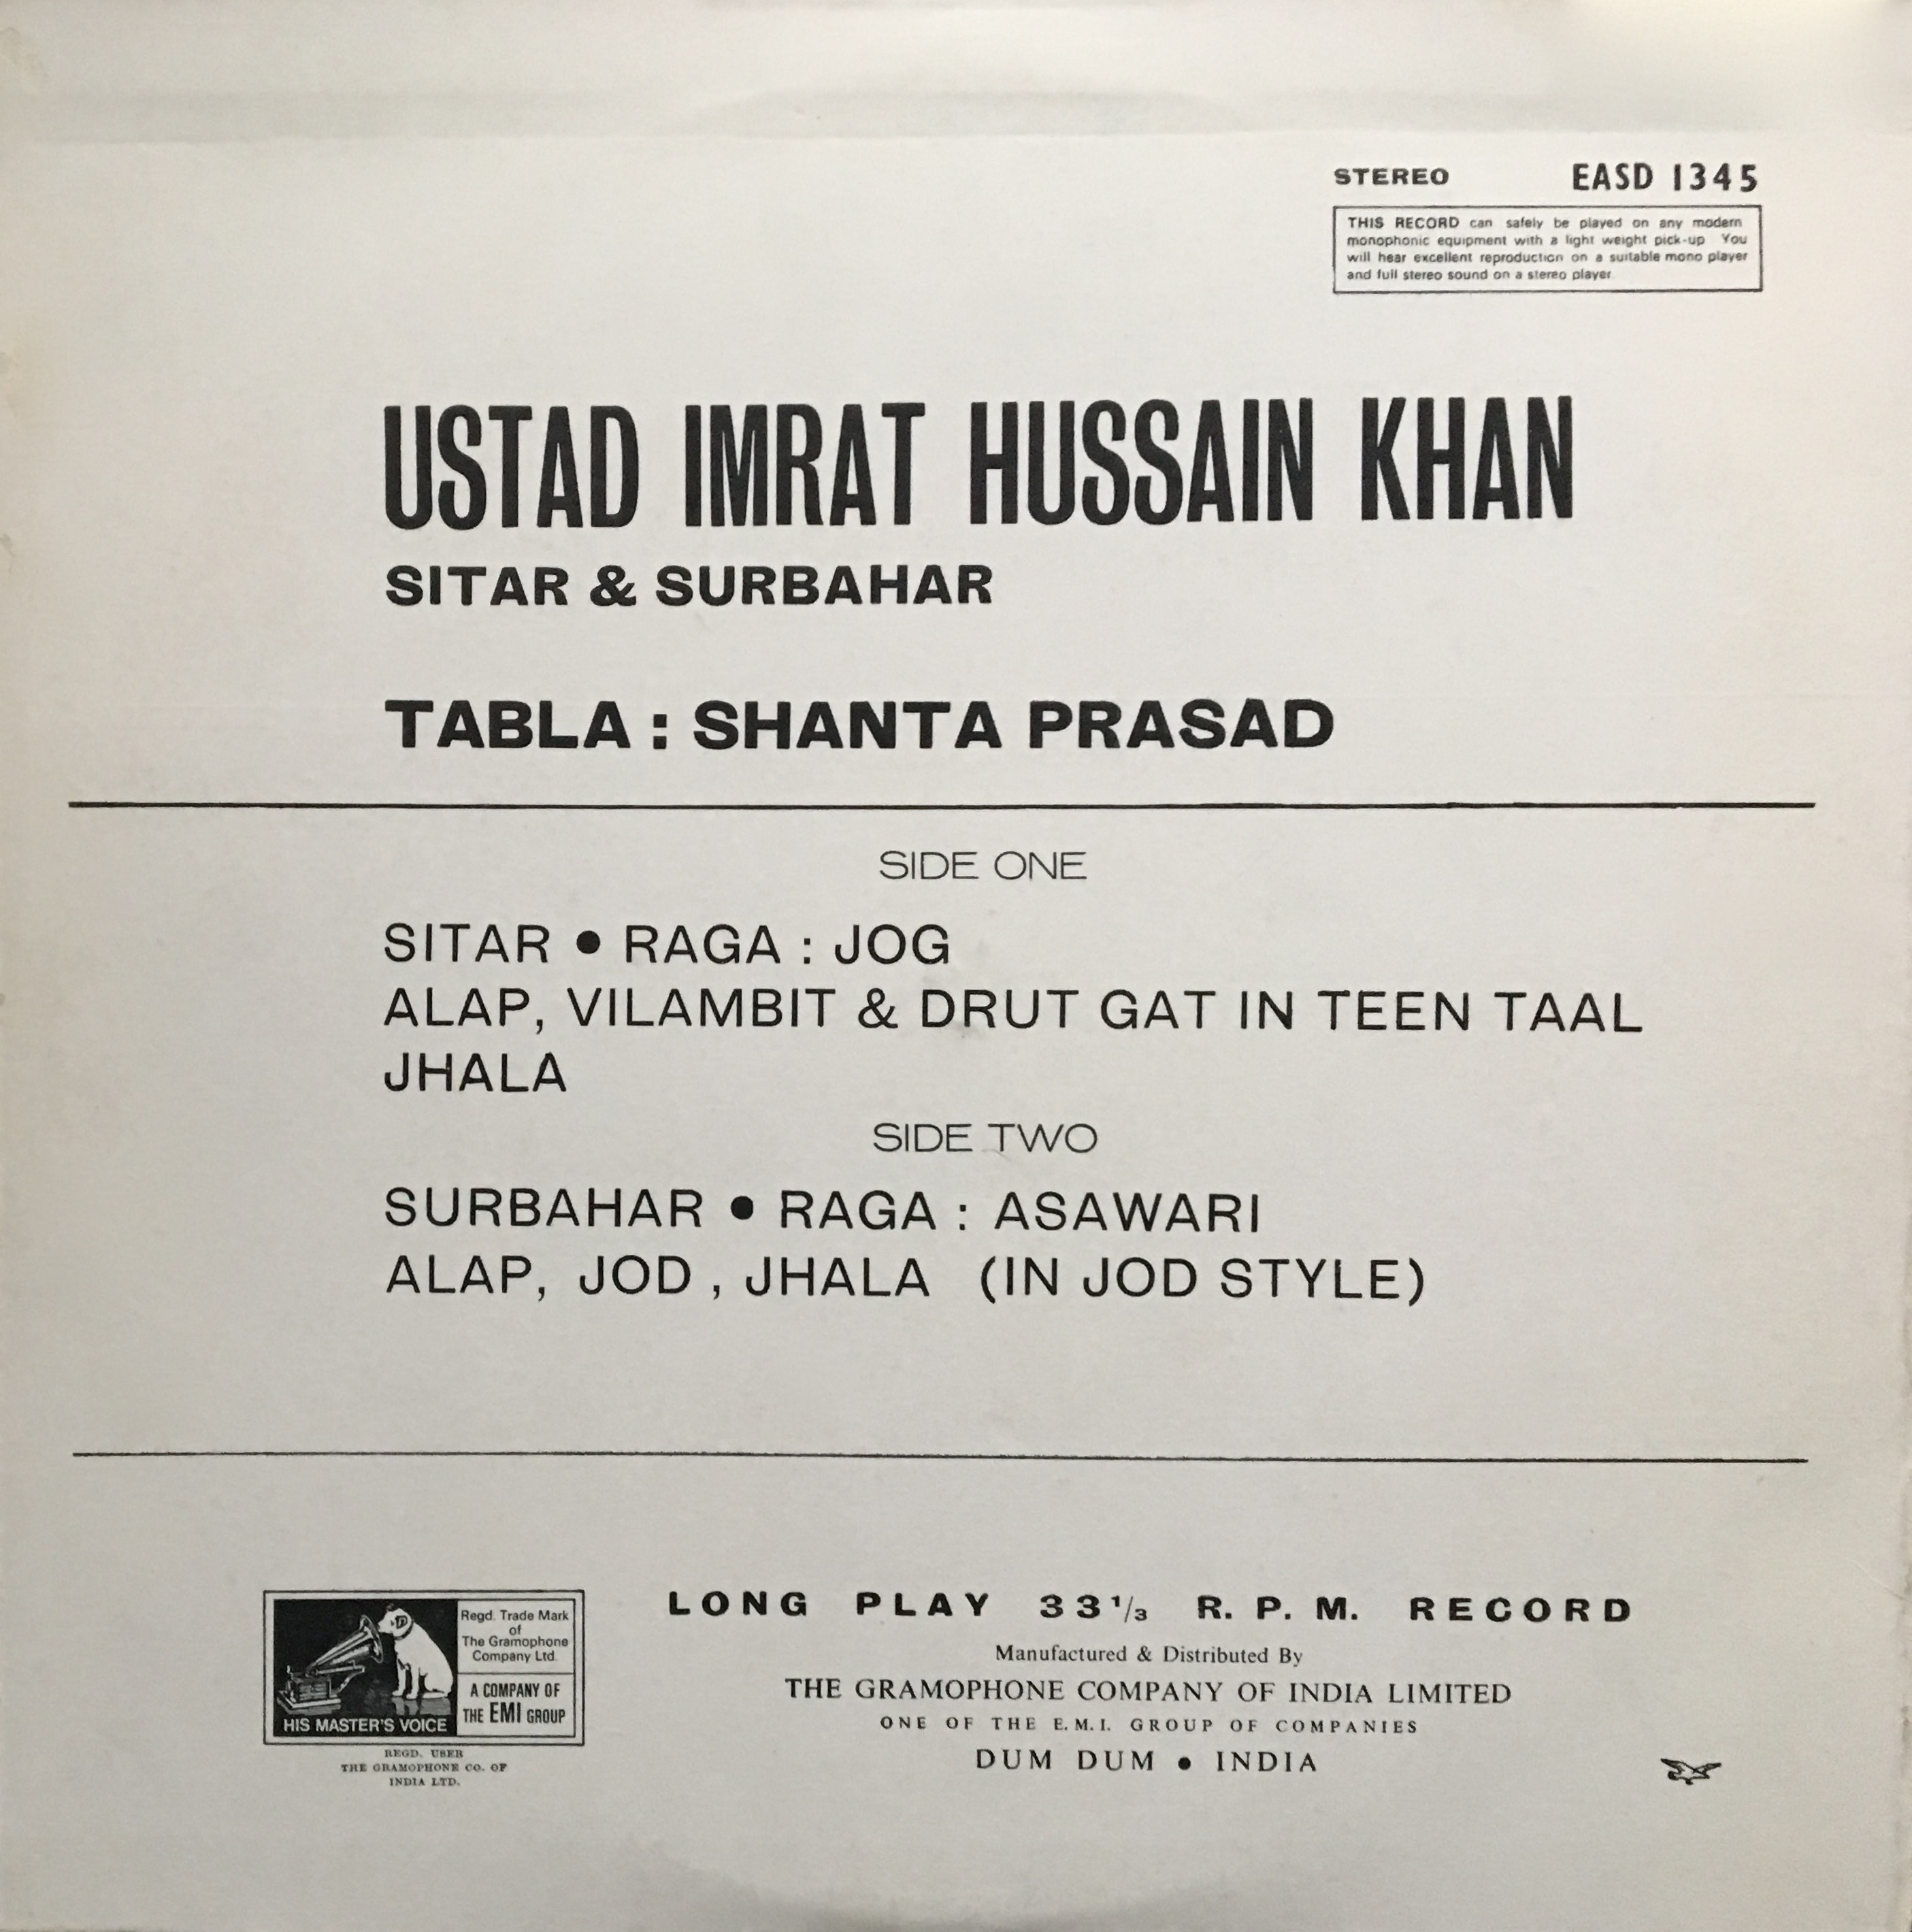 STEREO EASD 1345
THIS RECORD can safely be played on any modern
monophonic equipment with a light weight pick-up You
will hear excellent reproduction on a suitable mono player
and full stereo sound on a stereo player
USTAD IMRAT HUSSAIN KHAN
SITAR & SURBAHAR
TABLA : SHANTA PRASAD
SIDE ONE
SITAR ● RAGA : JOG
ALAP, VILAMBIT & DRUT GAT IN TEEN TAAL
JHALA
SIDE TWO
SURBAHAR ● RAGA : ASAWARI
ALAP, JOD , JHALA (IN JOD STYLE)
HIS MASTER'S VOICE
Regd. Trade Mark
of
The Gramophone
Company Ltd.
A COMPANY OF
THE EMI GROUP
REGD. USER
THE GRAMOPHONE CO. OF
INDIA LTD.
LONG PLAY 33 1/3 R. P. M. RECORD
Manufactured & Distributed By
THE GRAMOPHONE COMPANY OF INDIA LIMITED
ONE OF THE E.M.I. GROUP OF COMPANIES
DUM DUM ● INDIA